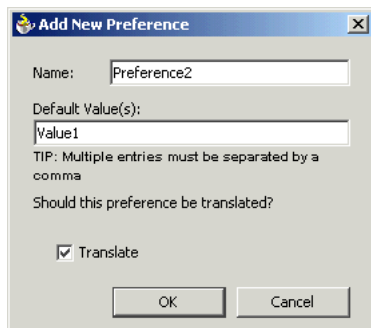 Add New Preference
Name: Preference2
Default Value(s):
Value1
TIP: Multiple entries must be separated by a
comma
Should this preference be translated?
Translate
OK Cancel